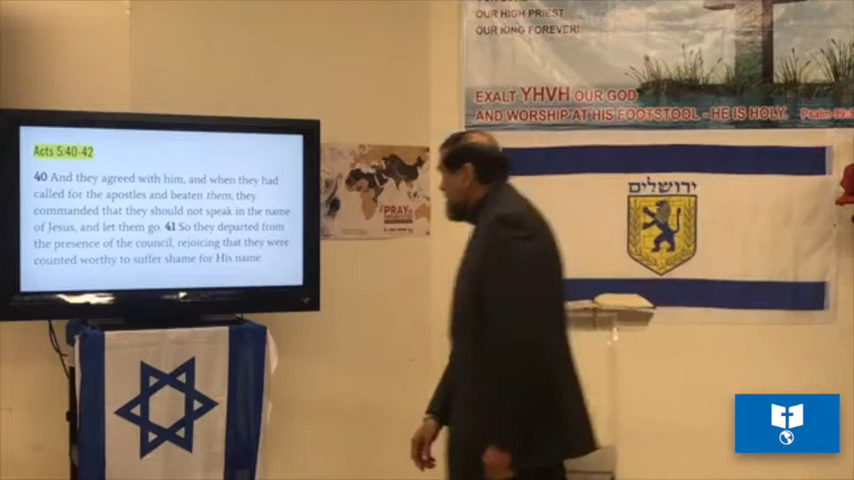 OUR HIGH PRIEST
OUR KING FOREVER!
EXALT YHVH OUR GOD
AND WORSHIP AT HIS FOOTSTOOL - HE IS HOLY.
Acts 5:40-42
40 And they agreed with him, and when they had
called for the apostles and beaten them, they
commanded that they should not speak in the name
of Jesus, and let them go. 41 So they departed from
the presence of the council, rejoicing that they were
counted worthy to suffer shame for His name.
PRAY
ירושלים